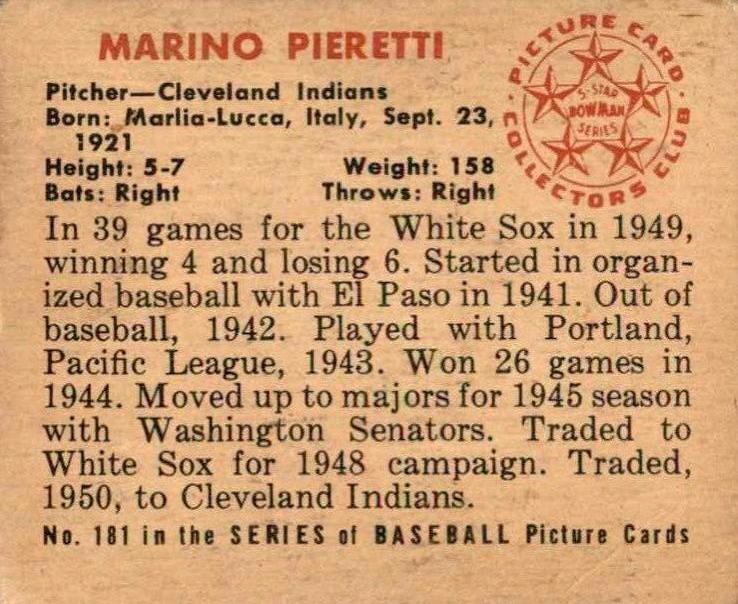 MARINO PIERETTI
PICTURE CARD
COLLECTORS CLUB
5-STAR
BOWMAN
SERIES
Pitcher—Cleveland Indians
Born: Marlia-Lucca, Italy, Sept. 23,
1921
Height: 5-7 Weight: 158
Bats: Right Throws: Right
In 39 games for the White Sox in 1949,
winning 4 and losing 6. Started in organ-
ized baseball with El Paso in 1941. Out of
baseball, 1942. Played with Portland,
Pacific League, 1943. Won 26 games in
1944. Moved up to majors for 1945 season
with Washington Senators. Traded to
White Sox for 1948 campaign. Traded,
1950, to Cleveland Indians.
No. 181 in the SERIES of BASEBALL Picture Cards